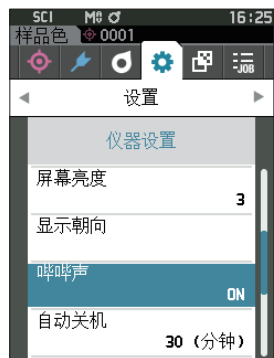 SCI M 16:25
样品色 0001
-JOB
设置
仪器设置
屏幕亮度
3
显示朝向
哔哔声
ON
自动关机
30 (分钟)